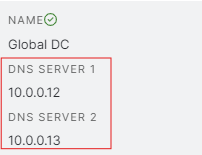 NAME
Global DC
DNS SERVER 1
10.0.0.12
DNS SERVER 2
10.0.0.13